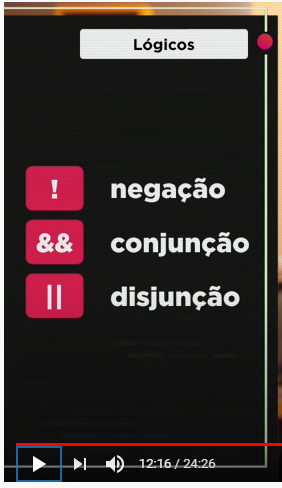 Lógicos
! negação
&& conjunção
|| disjunção
12:16 / 24:26